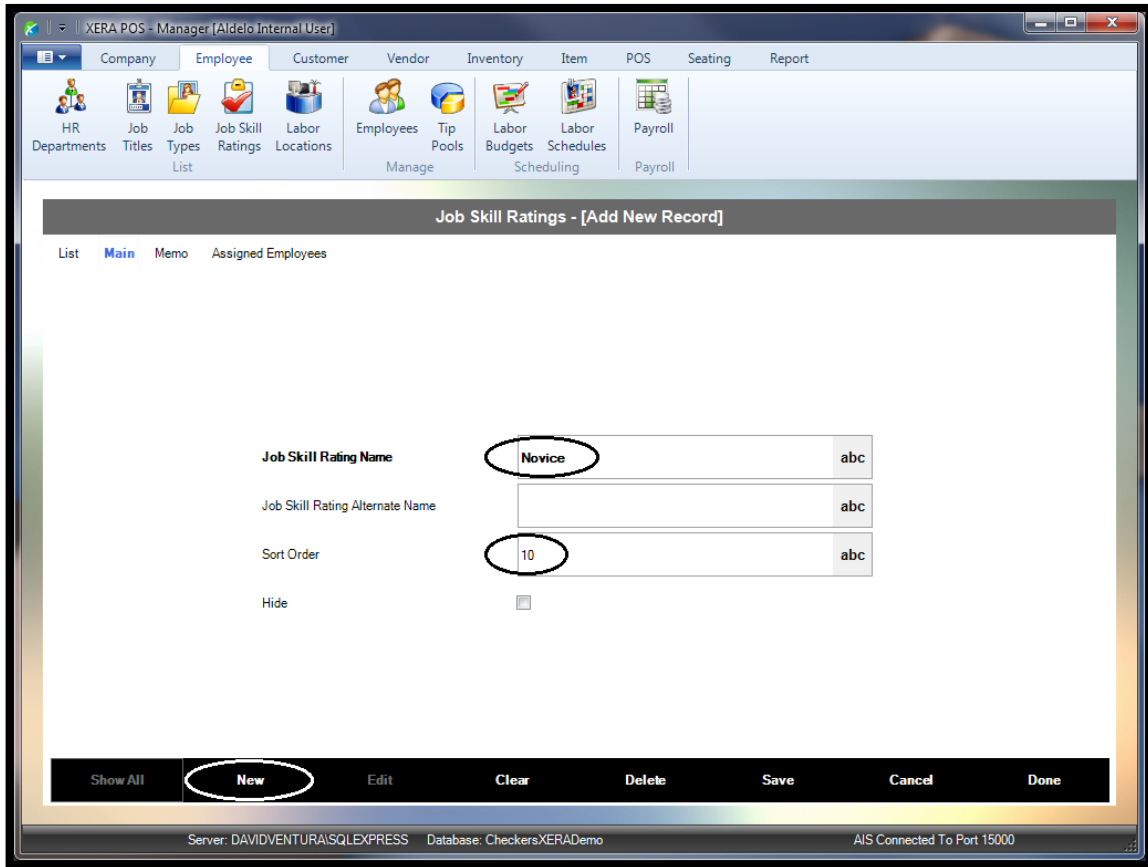 XERA POS - Manager [Aldelo Internal User]
Company Employee Customer Vendor Inventory Item POS Seating Report
HR Departments Job Titles Job Types Job Skill Ratings Labor Locations Employees Tip Pools Labor Budgets Labor Schedules Payroll
List Manage Scheduling Payroll
Job Skill Ratings - [Add New Record]
List Main Memo Assigned Employees
Job Skill Rating Name Novice abc
Job Skill Rating Alternate Name abc
Sort Order 10 abc
Hide
Show All New Edit Clear Delete Save Cancel Done
Server: DAVIDVENTURA\SQLEXPRESS Database: CheckersXERADemo AIS Connected To Port 15000